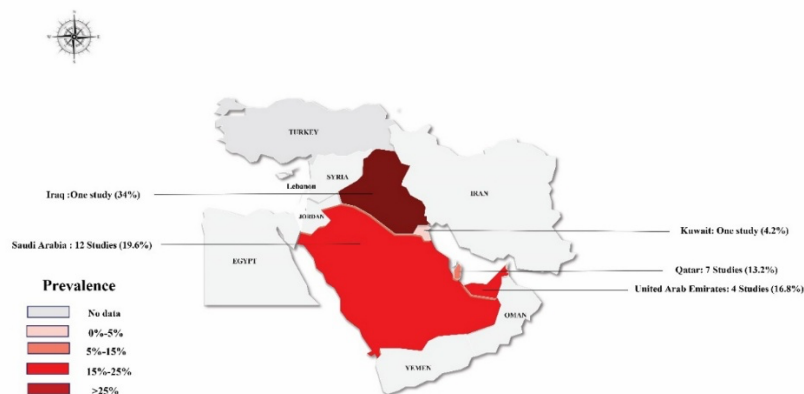 TURKEY
SYRIA
Lebanon
IRAN
Iraq :One study (34%)
JORDAN
Kuwait: One study (4.2%)
Saudi Arabia : 12 Studies (19.6%)
EGYPT
Qatar: 7 Studies (13.2%)
United Arab Emirates: 4 Studies (16.8%)
OMAN
YEMEN
Prevalence
No data
0%-5%
5%-15%
15%-25%
>25%